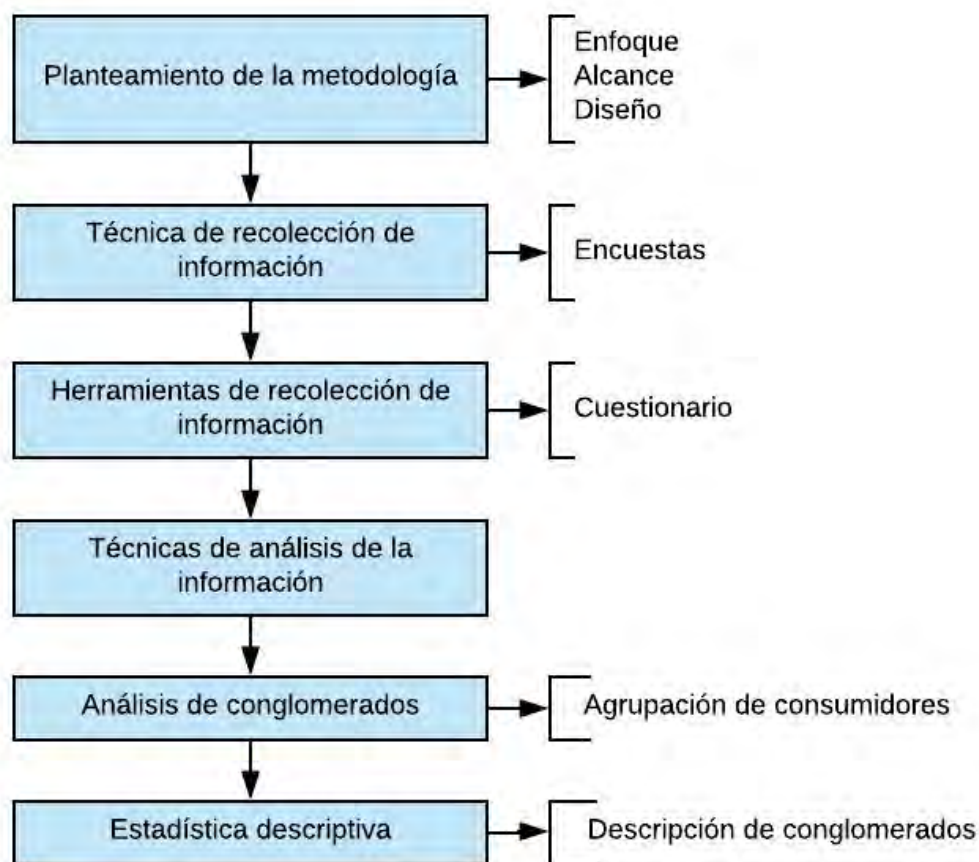 Planteamiento de la metodología
Enfoque
Alcance
Diseño
Técnica de recolección de
información
Encuestas
Herramientas de recolección de
información
Cuestionario
Técnicas de análisis de la
información
Análisis de conglomerados
Agrupación de consumidores
Estadística descriptiva
Descripción de conglomerados